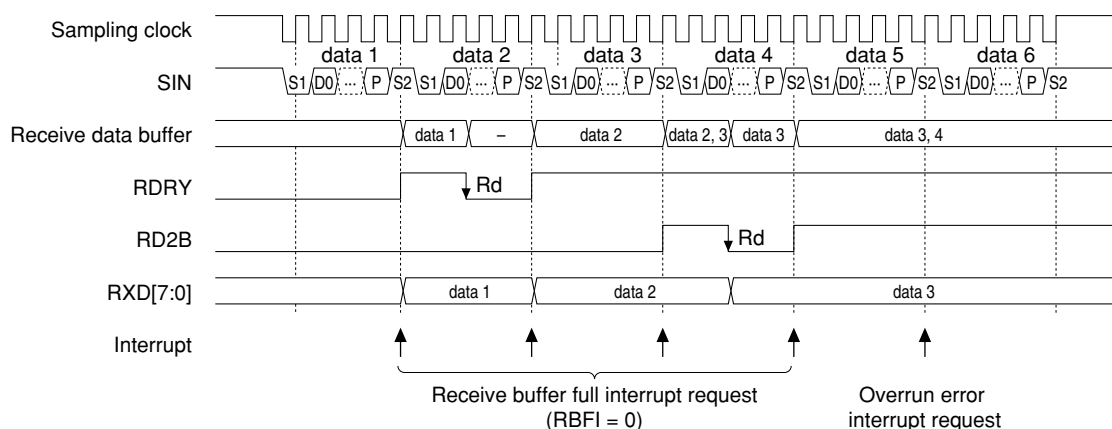 Sampling clock
data 1 data 2 data 3 data 4 data 5 data 6
SIN S1 D0 ... P S2 S1 D0 ... P S2 S1 D0 ... P S2 S1 D0 ... P S2 S1 D0 ... P S2 S1 D0 ... P S2
Receive data buffer data 1 – data 2 data 2, 3 data 3 data 3, 4
RDRY Rd
RD2B Rd
RXD[7:0] data 1 data 2 data 3
Interrupt
Receive buffer full interrupt request Overrun error
(RBFI = 0) interrupt request